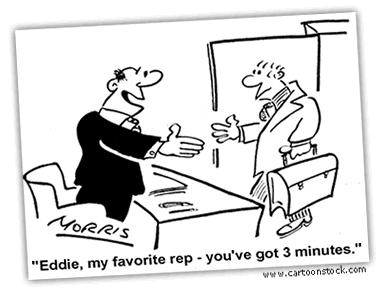 MORRIS
"Eddie, my favorite rep - you've got 3 minutes."
www.cartoonstock.com